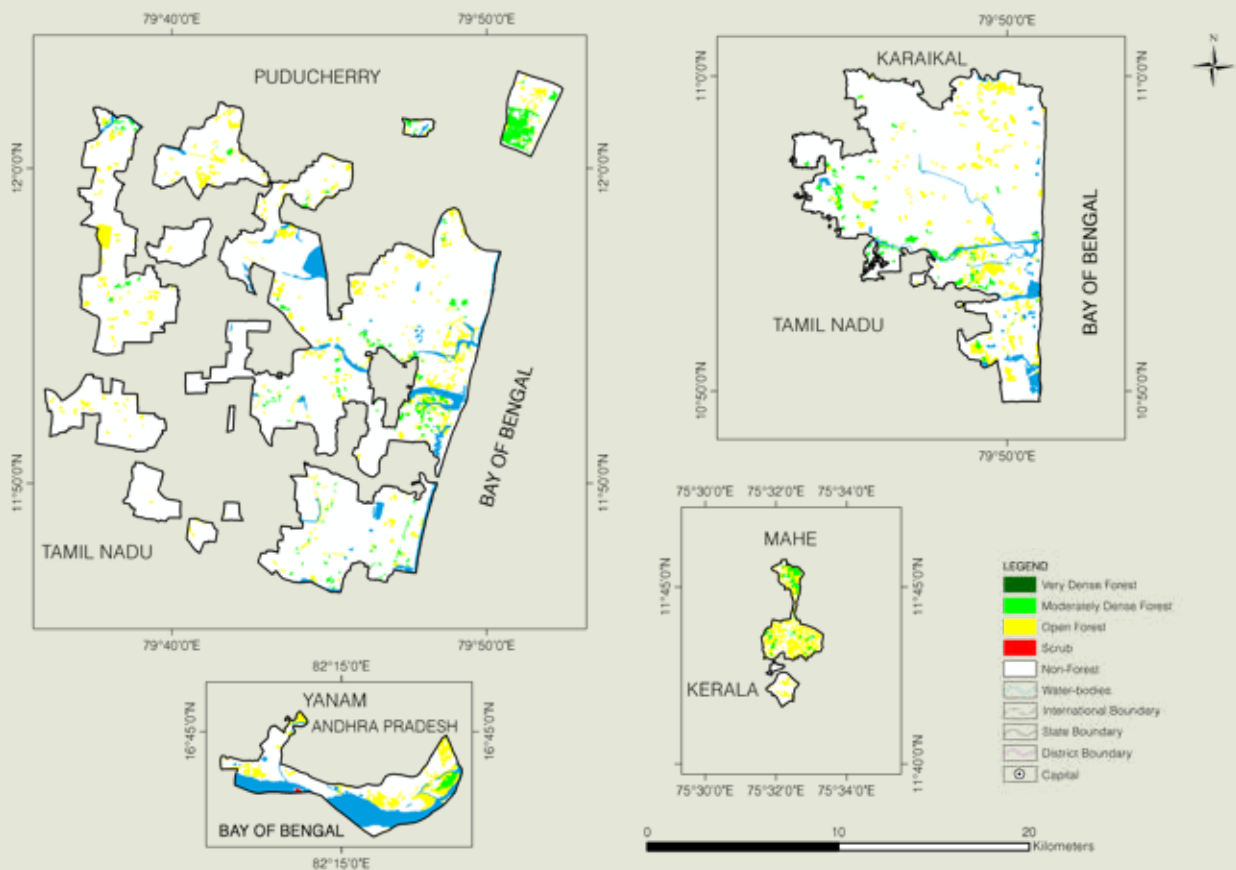 79°40'0"E
79°50'0"E
PUDUCHERRY
12°0'0"N
11°50'0"N
BAY OF BENGAL
TAMIL NADU
79°40'0"E
79°50'0"E
79°50'0"E
N
KARAIKAL
11°0'0"N
11°0'0"N
BAY OF BENGAL
TAMIL NADU
10°50'0"N
10°50'0"N
79°50'0"E
12°0'0"N
11°50'0"N
82°15'0"E
YANAM
ANDHRA PRADESH
16°45'0"N
16°45'0"N
BAY OF BENGAL
82°15'0"E
75°30'0"E
75°32'0"E
75°34'0"E
MAHE
11°45'0"N
11°45'0"N
KERALA
11°40'0"N
75°30'0"E
75°32'0"E
75°34'0"E
LEGEND
Very Dense Forest
Moderately Dense Forest
Open Forest
Scrub
Non-Forest
Water-bodies
International Boundary
State Boundary
District Boundary
Capital
0
10
20
Kilometers